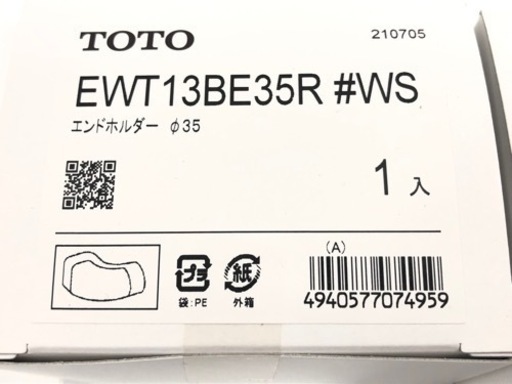 TOTO
210705
EWT13BE35R #WS
エンドホルダー φ35
1入
(A)
プラ
紙
袋:PE
外箱
4940577074959